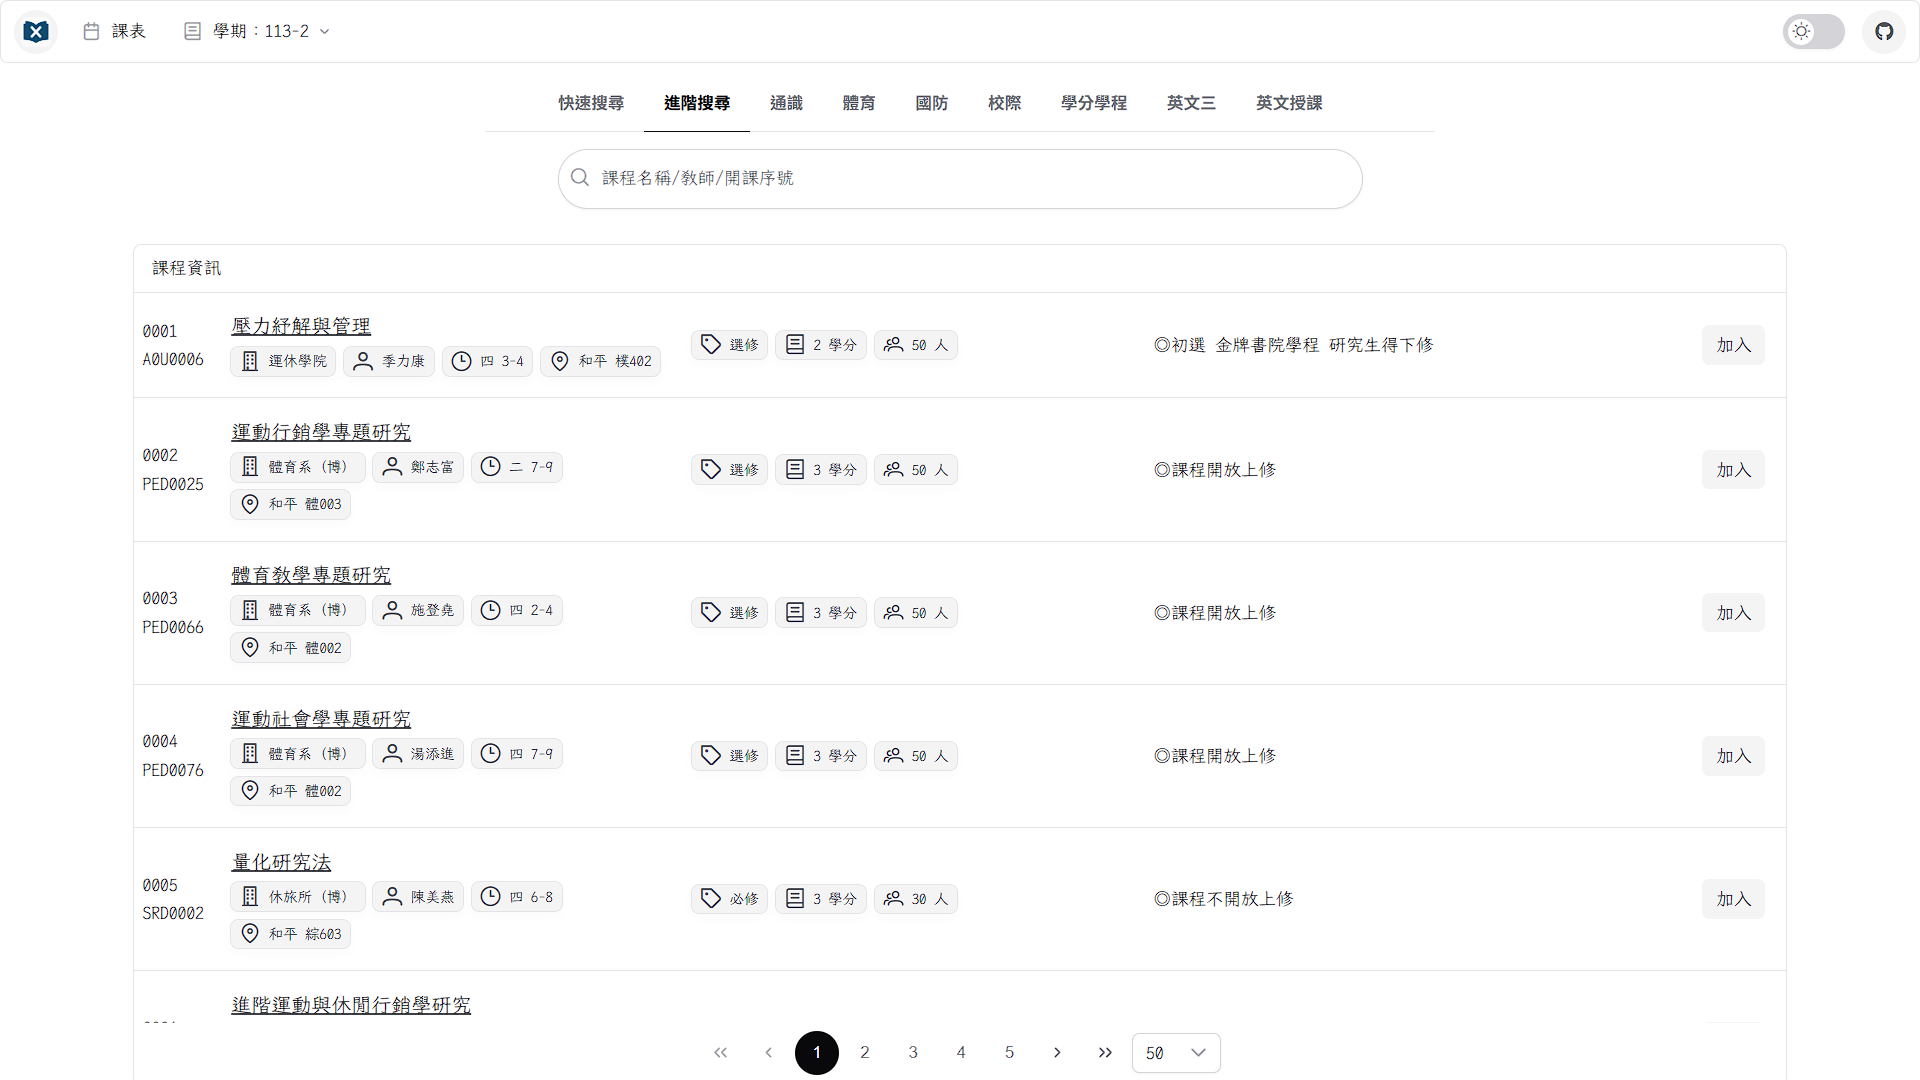 課表 學期：113-2
快速搜尋 進階搜尋 通識 體育 國防 校際 學分學程 英文三 英文授課
課程名稱/教師/開課序號
課程資訊
0001
A0U0006
壓力紓解與管理
運休學院 季力康 四 3-4 和平 樸402
選修 2 學分 50 人
◎初選 金牌書院學程 研究生得下修
加入
0002
PED0025
運動行銷學專題研究
體育系（博） 鄭志富 二 7-9
和平 體003
選修 3 學分 50 人
◎課程開放上修
加入
0003
PED0066
體育教學專題研究
體育系（博） 施登堯 四 2-4
和平 體002
選修 3 學分 50 人
◎課程開放上修
加入
0004
PED0076
運動社會學專題研究
體育系（博） 湯添進 四 7-9
和平 體002
選修 3 學分 50 人
◎課程開放上修
加入
0005
SRD0002
量化研究法
休旅所（博） 陳美燕 四 6-8
和平 綜603
必修 3 學分 30 人
◎課程不開放上修
加入
進階運動與休閒行銷學研究
1 2 3 4 5 50